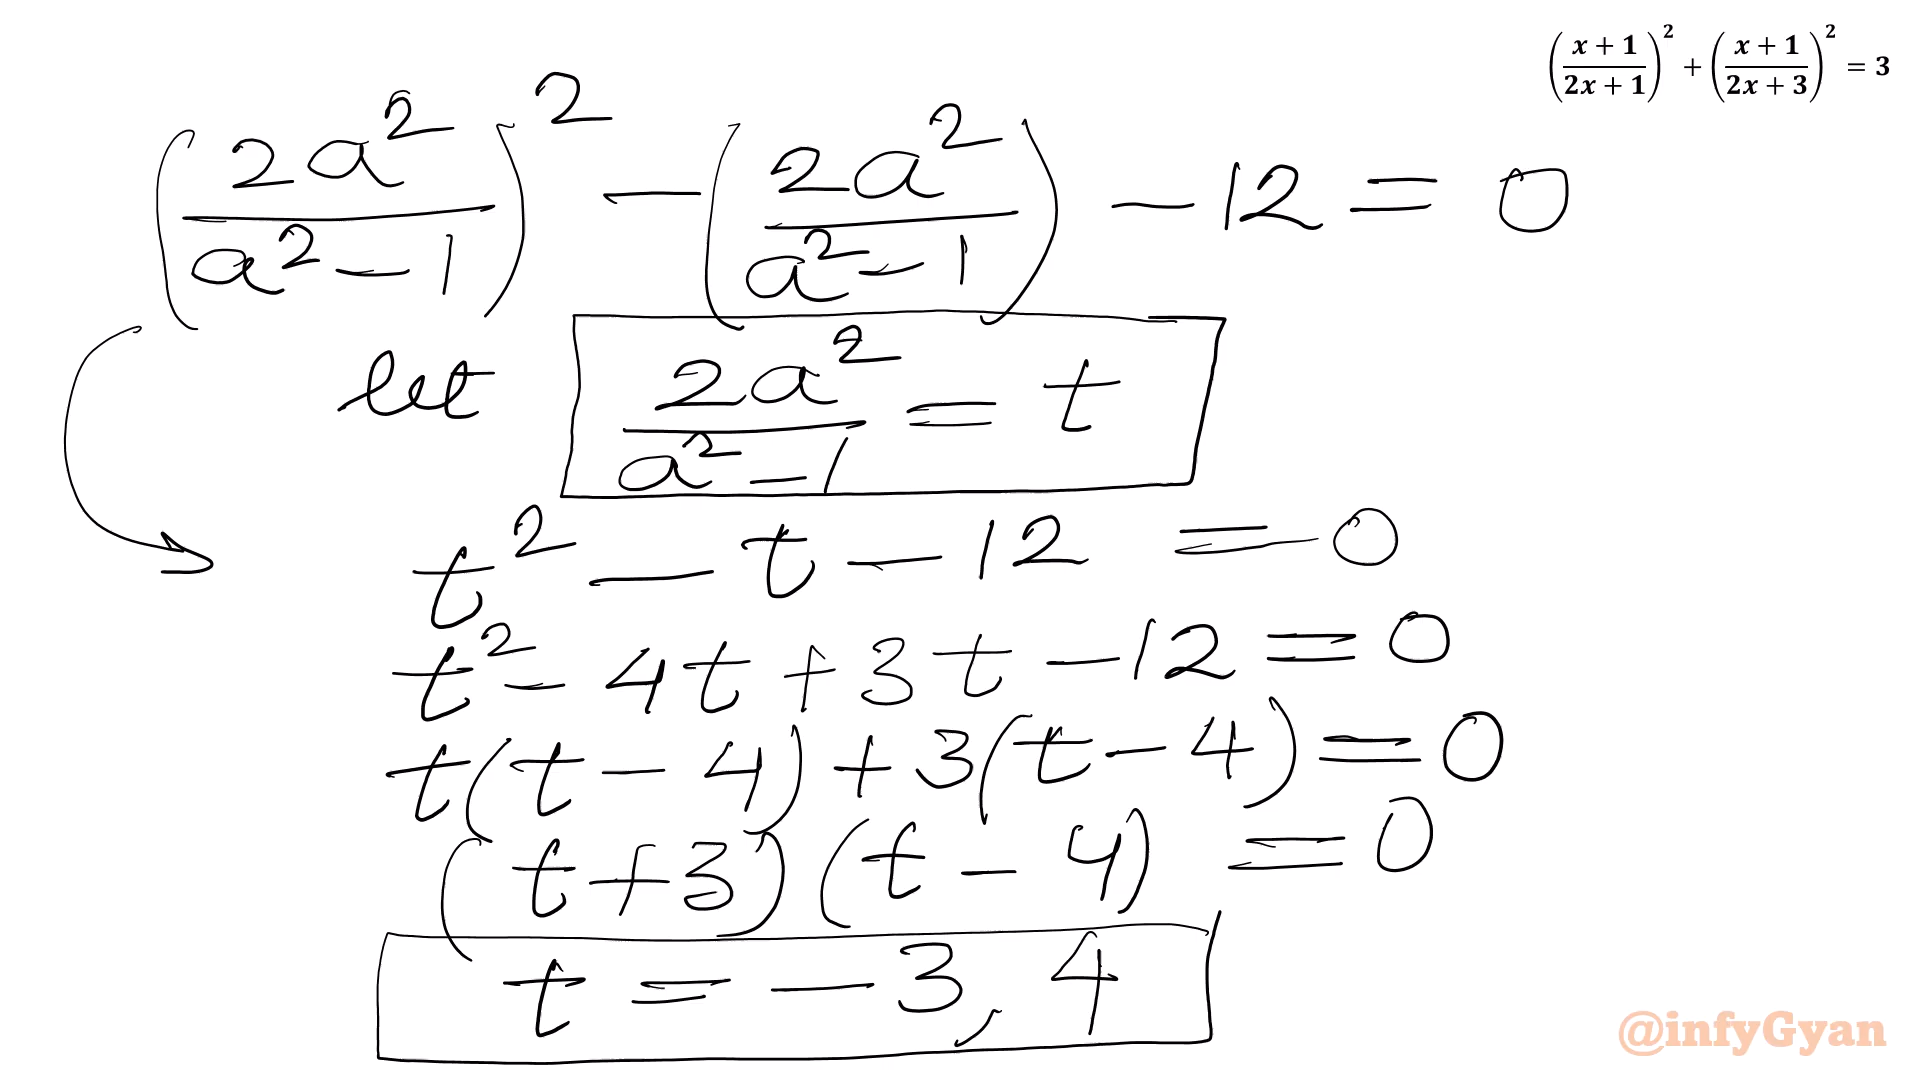 ((x+1)/(2x+1))² + ((x+1)/(2x+3))² = 3
(2a²/(a²-1))² - (2a²/(a²-1)) - 12 = 0
let 2a²/(a²-1) = t
t² - t - 12 = 0
t² - 4t + 3t - 12 = 0
t(t - 4) + 3(t - 4) = 0
(t + 3)(t - 4) = 0
t = -3, 4
@infyGyan